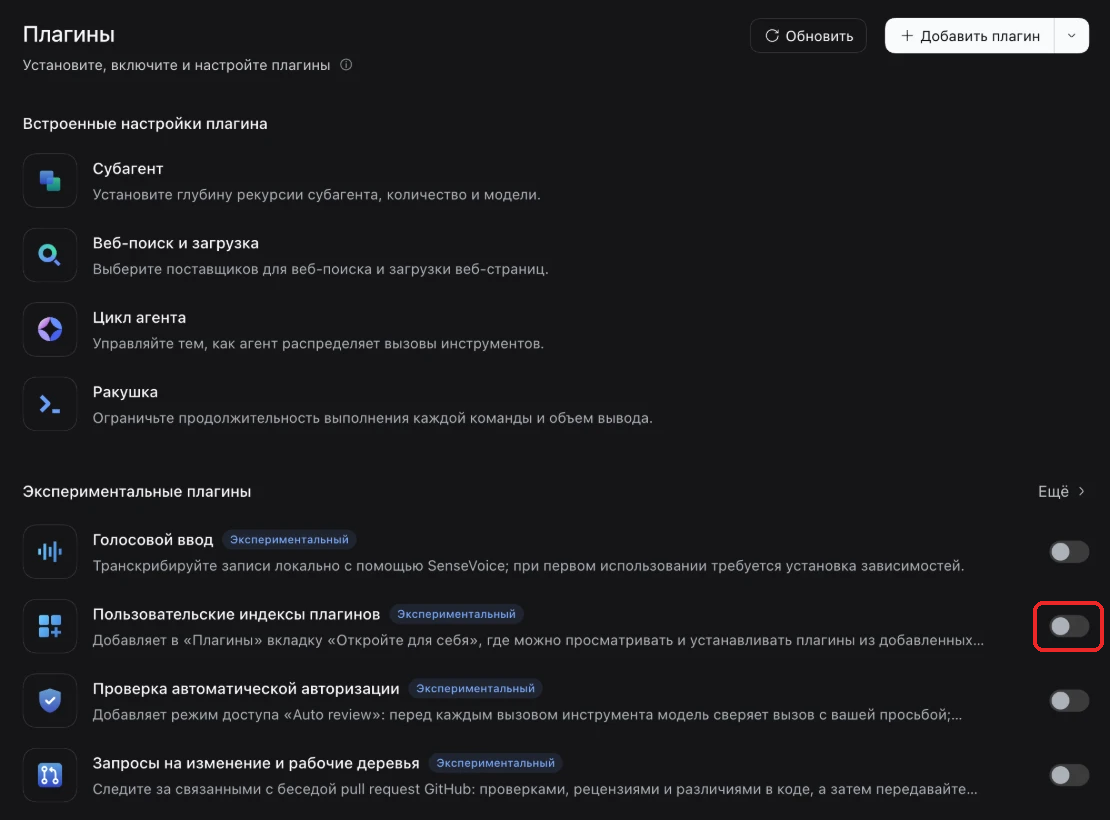 Плагины
Обновить
Добавить плагин
Установите, включите и настройте плагины
Встроенные настройки плагина
Субагент
Установите глубину рекурсии субагента, количество и модели.
Веб-поиск и загрузка
Выберите поставщиков для веб-поиска и загрузки веб-страниц.
Цикл агента
Управляйте тем, как агент распределяет вызовы инструментов.
Ракушка
Ограничьте продолжительность выполнения каждой команды и объем вывода.
Экспериментальные плагины
Ещё
Голосовой ввод Экспериментальный
Транскрибируйте записи локально с помощью SenseVoice; при первом использовании требуется установка зависимостей.
Пользовательские индексы плагинов Экспериментальный
Добавляет в «Плагины» вкладку «Откройте для себя», где можно просматривать и устанавливать плагины из добавленных...
Проверка автоматической авторизации Экспериментальный
Добавляет режим доступа «Auto review»: перед каждым вызовом инструмента модель сверяет вызов с вашей просьбой;...
Запросы на изменение и рабочие деревья Экспериментальный
Следите за связанными с беседой pull request GitHub: проверками, рецензиями и различиями в коде, а затем передавайте...